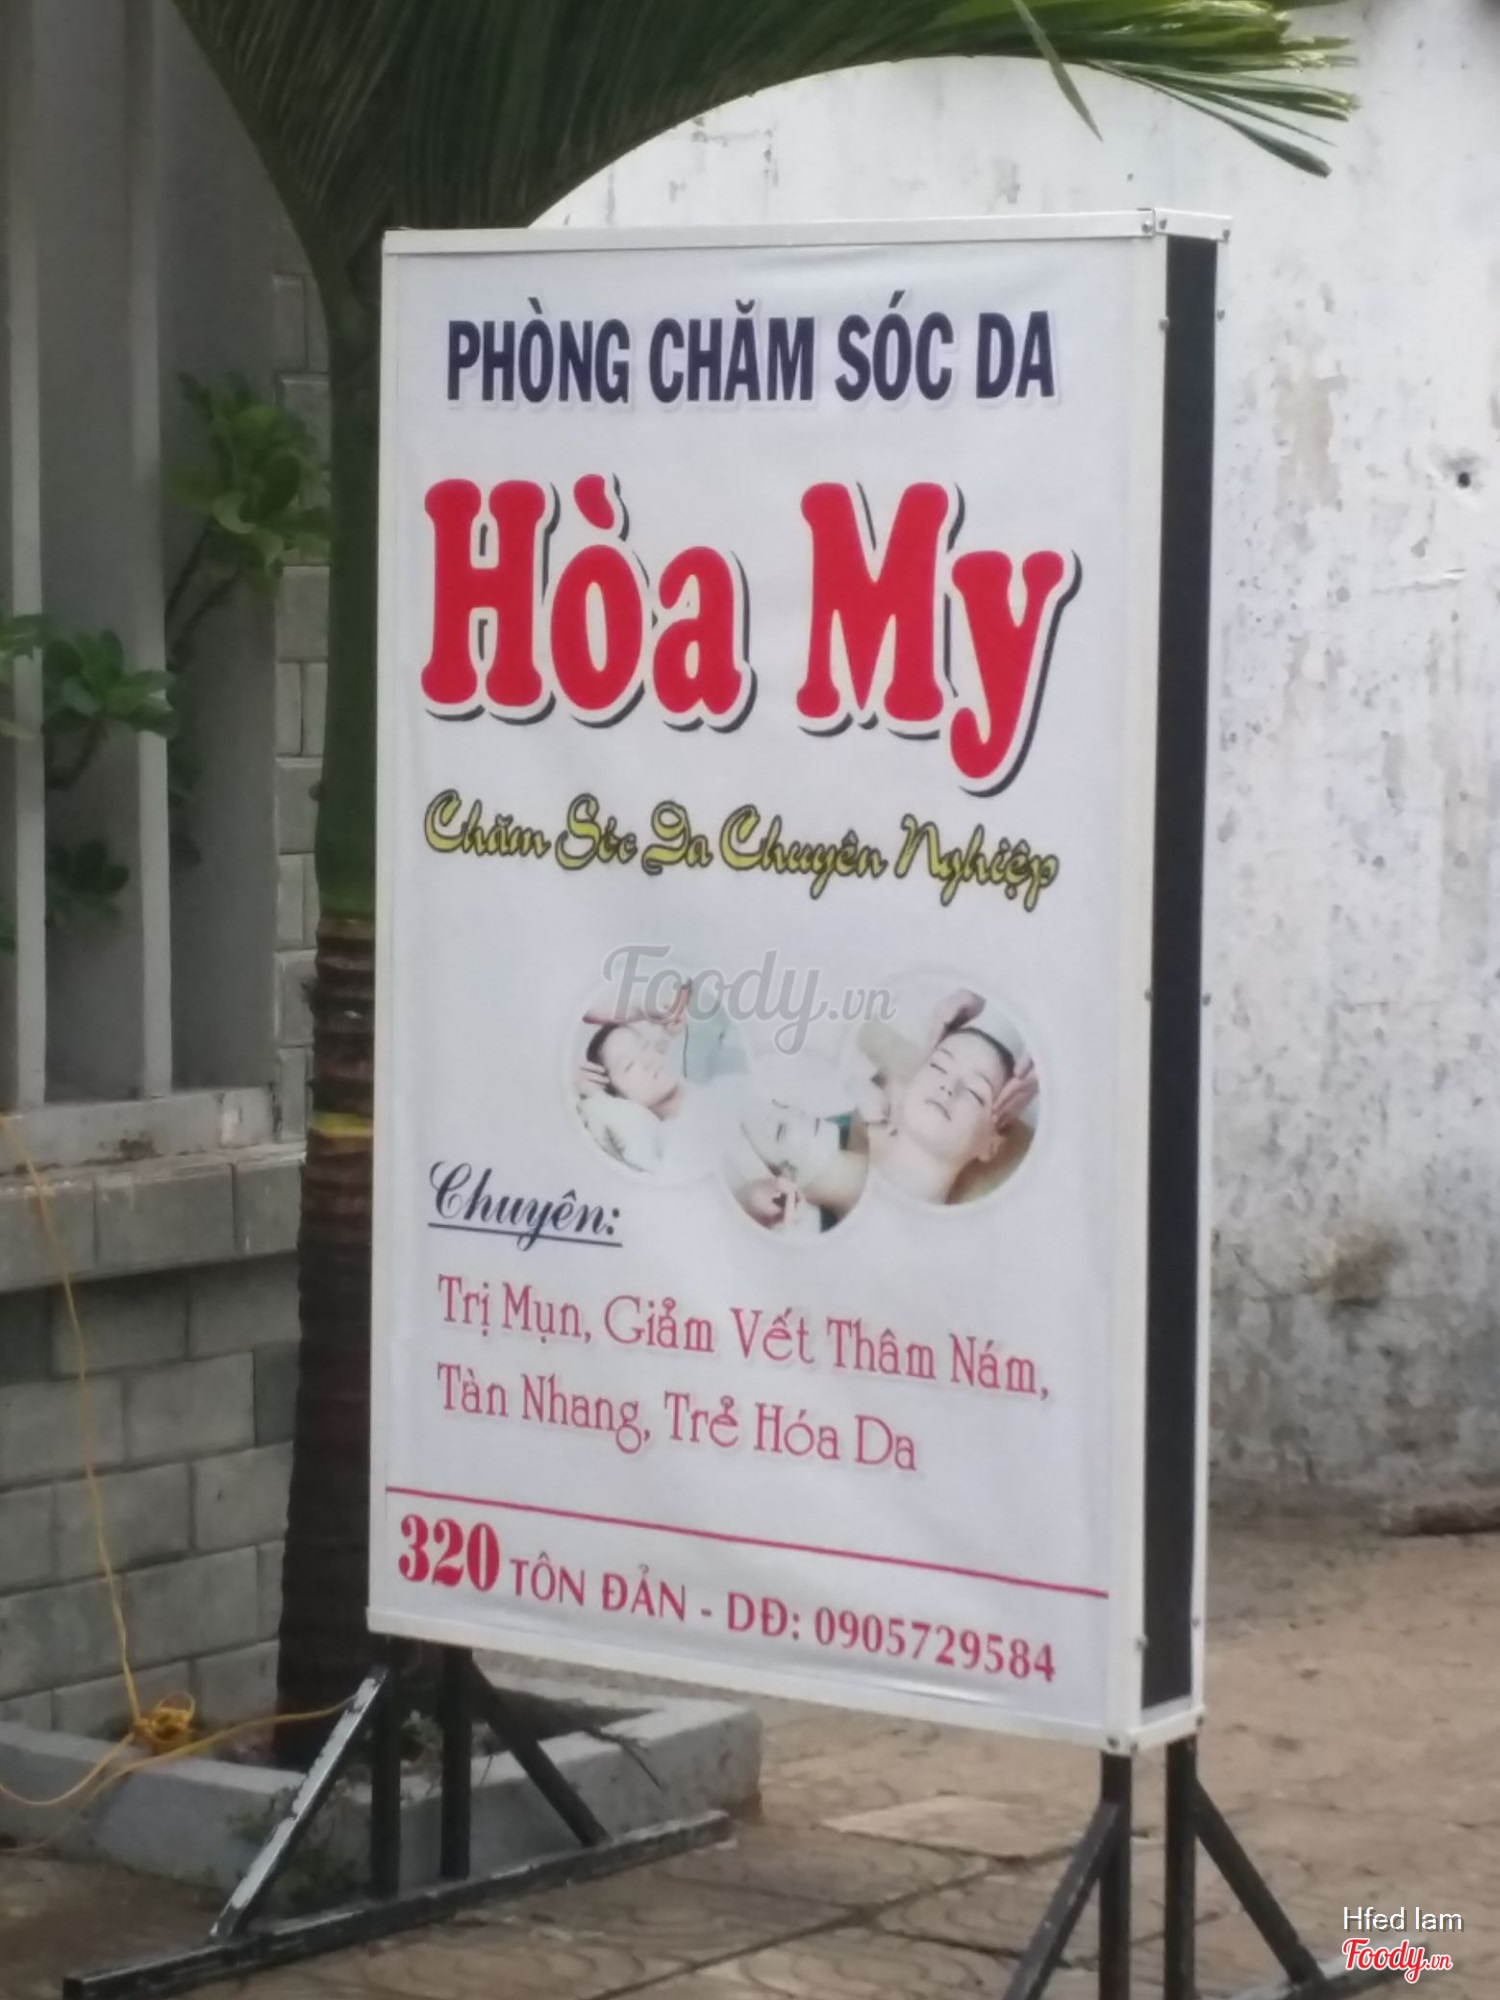 PHÒNG CHĂM SÓC DA
Hòa My
Chăm Sóc Da Chuyên Nghiệp
Foody.vn
Chuyên:
Trị Mụn, Giảm Vết Thâm Nám,
Tàn Nhang, Trẻ Hóa Da
320 TÔN ĐẢN - DĐ: 0905729584
Hfed lam
Foody.vn